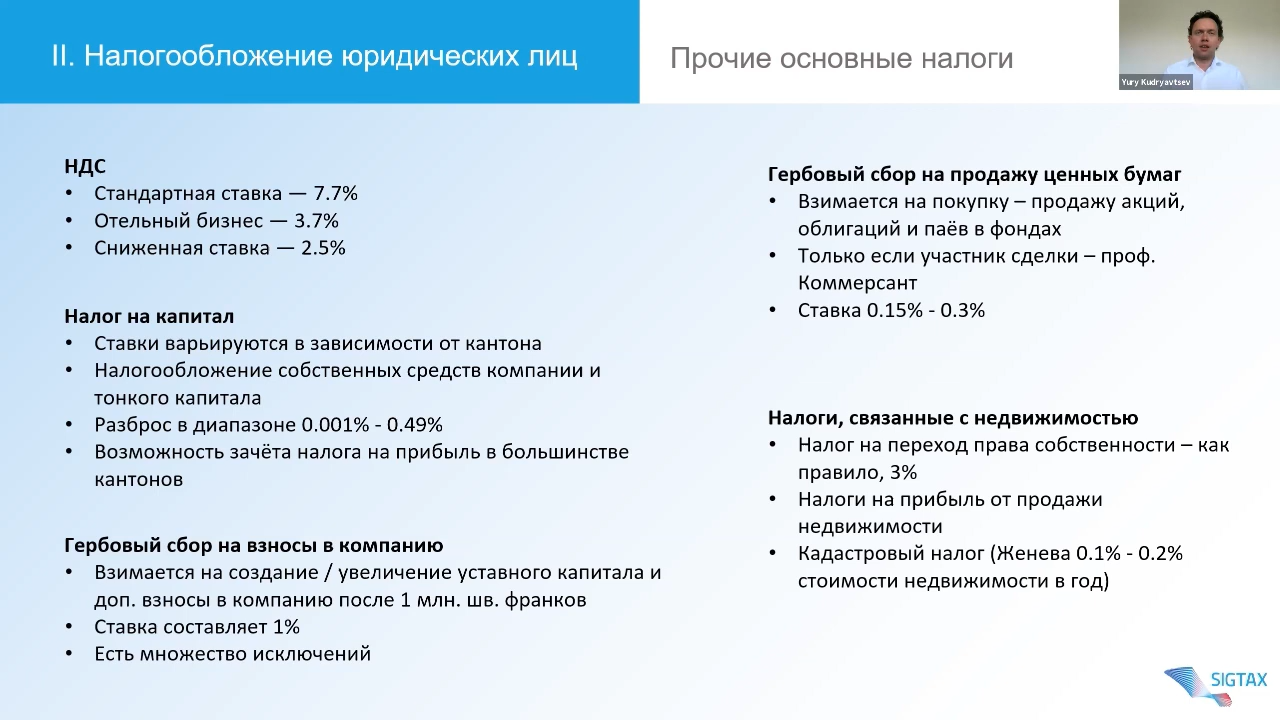 II. Налогообложение юридических лиц
Прочие основные налоги
Yury Kudryavtsev
НДС
• Стандартная ставка — 7.7%
• Отельный бизнес — 3.7%
• Сниженная ставка — 2.5%
Налог на капитал
• Ставки варьируются в зависимости от кантона
• Налогообложение собственных средств компании и
тонкого капитала
• Разброс в диапазоне 0.001% - 0.49%
• Возможность зачёта налога на прибыль в большинстве
кантонов
Гербовый сбор на взносы в компанию
• Взимается на создание / увеличение уставного капитала и
доп. взносы в компанию после 1 млн. шв. франков
• Ставка составляет 1%
• Есть множество исключений
Гербовый сбор на продажу ценных бумаг
• Взимается на покупку – продажу акций,
облигаций и паёв в фондах
• Только если участник сделки – проф.
Коммерсант
• Ставка 0.15% - 0.3%
Налоги, связанные с недвижимостью
• Налог на переход права собственности – как
правило, 3%
• Налоги на прибыль от продажи
недвижимости
• Кадастровый налог (Женева 0.1% - 0.2%
стоимости недвижимости в год)
SIGTAX